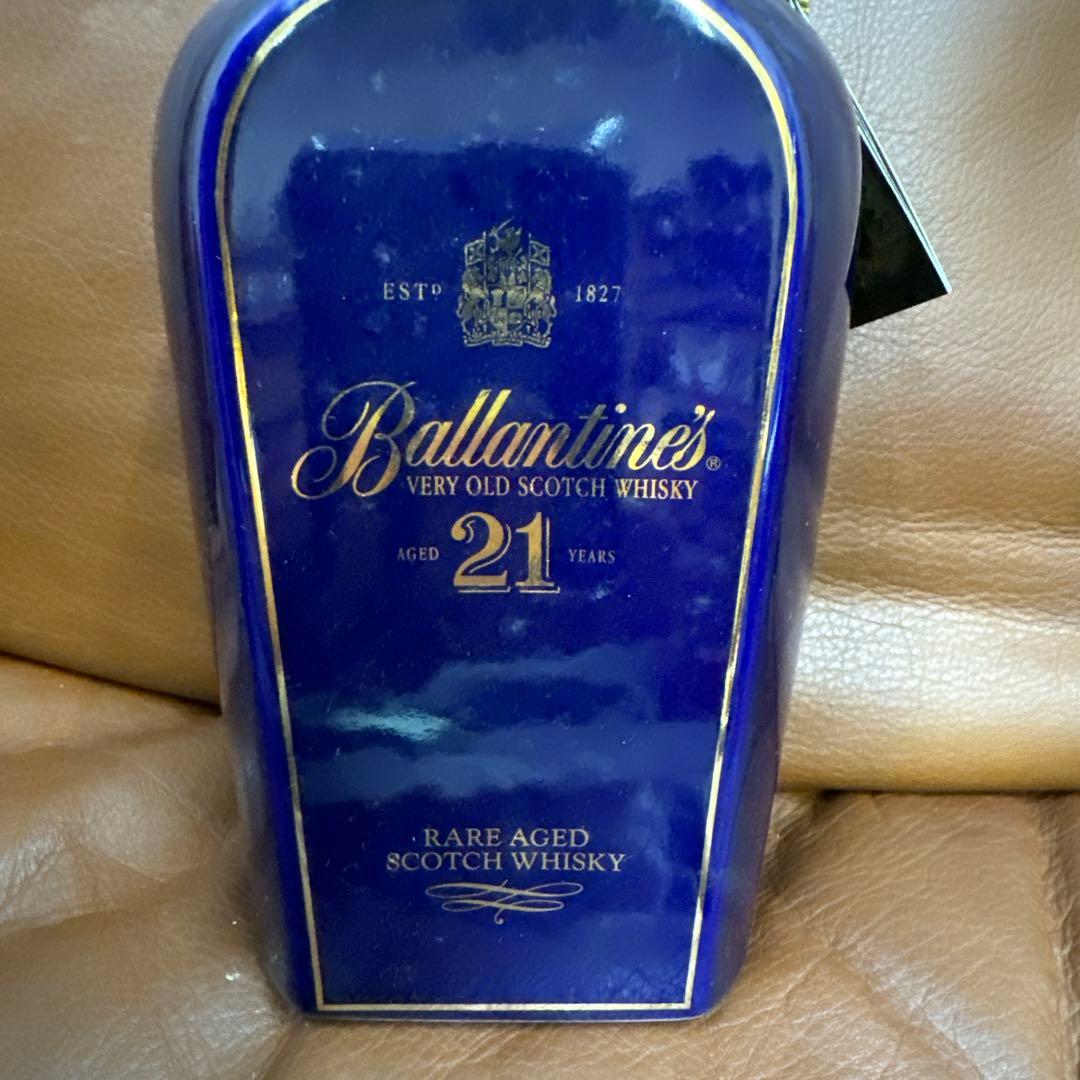 ESTD 1827
Ballantine's®
VERY OLD SCOTCH WHISKY
AGED 21 YEARS
RARE AGED
SCOTCH WHISKY